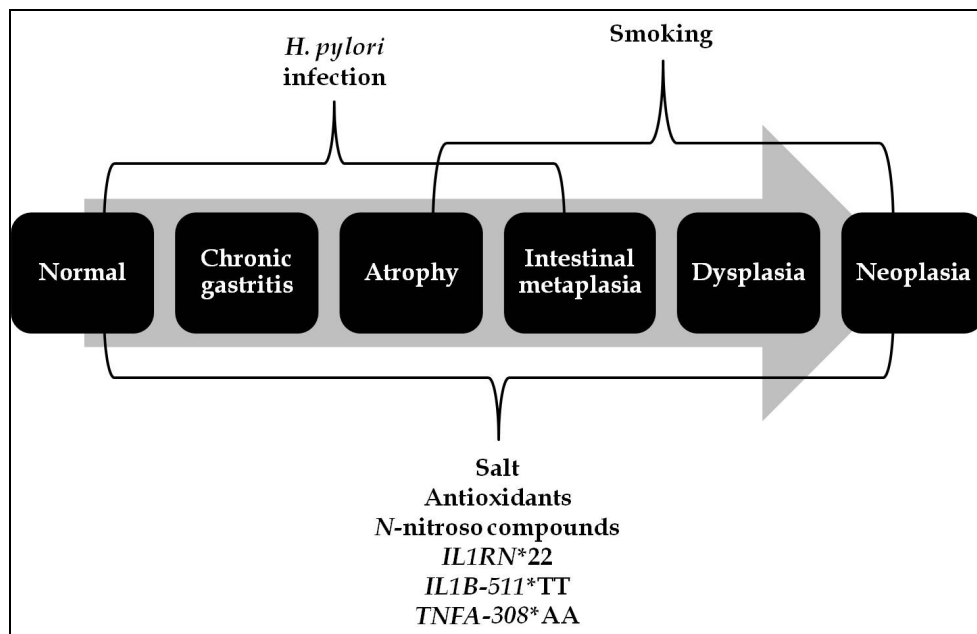 H. pylori
infection
Smoking
Normal
Chronic
gastritis
Atrophy
Intestinal
metaplasia
Dysplasia
Neoplasia
Salt
Antioxidants
N-nitroso compounds
IL1RN*22
IL1B-511*TT
TNFA-308*AA